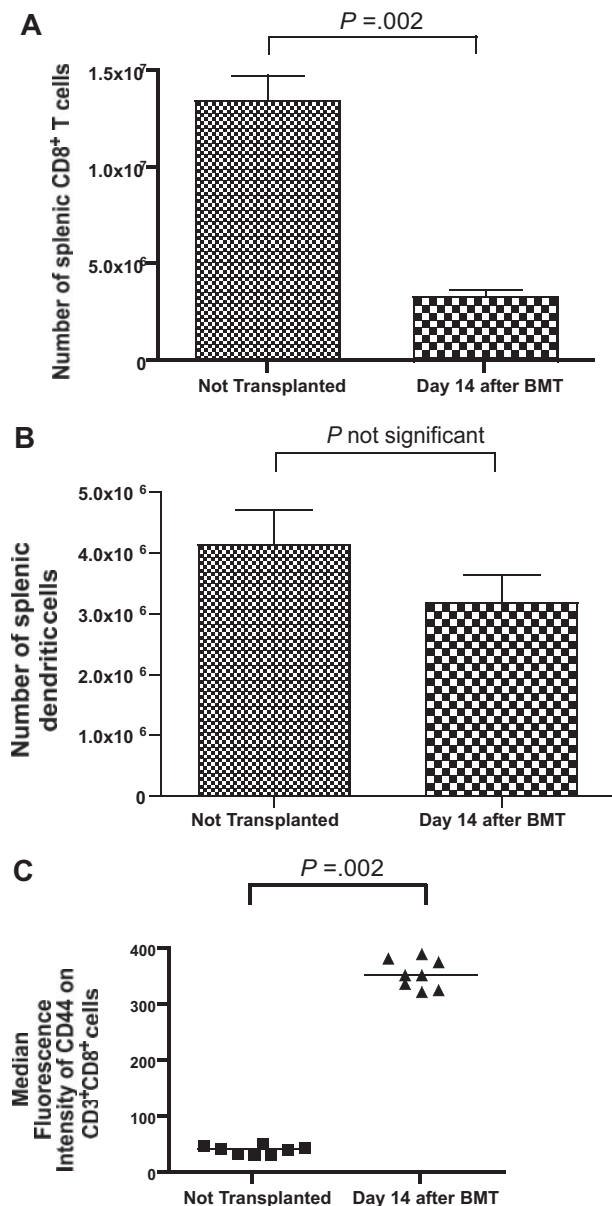 A
P =.002
Number of splenic CD8⁺ T cells
1.5x10⁷
1.0x10⁷
5.0x10⁶
0
Not Transplanted
Day 14 after BMT
B
P not significant
Number of splenic
dendritic cells
5.0x10 ⁶
4.0x10 ⁶
3.0x10 ⁶
2.0x10 ⁶
1.0x10 ⁶
0
Not Transplanted
Day 14 after BMT
C
P =.002
Median
Fluorescence
Intensity of CD44 on
CD3⁺CD8⁺ cells
400
300
200
100
0
Not Transplanted
Day 14 after BMT